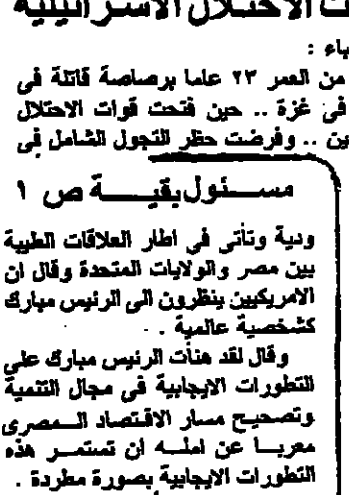 ت الاحتلال الاسرائيلية
باء :
من العمر ٢٣ عاما برصاصة قاتلة فى
فى غزة .. حين فتحت قوات الاحتلال
ين .. وفرضت حظر التجول الشامل فى
مسئول بقية ص ١
ودية وتأتي في اطار العلاقات الطيبة
بين مصر والولايات المتحدة وقال ان
الامريكيين ينظرون الى الرئيس مبارك
كشخصية عالمية .
وقال لقد هنأت الرئيس مبارك على
التطورات الايجابية فى مجال التنمية
وتصحيح مسار الاقتصاد المصرى
معربا عن امله ان تستمر هذه
التطورات الايجابية بصورة مطردة .